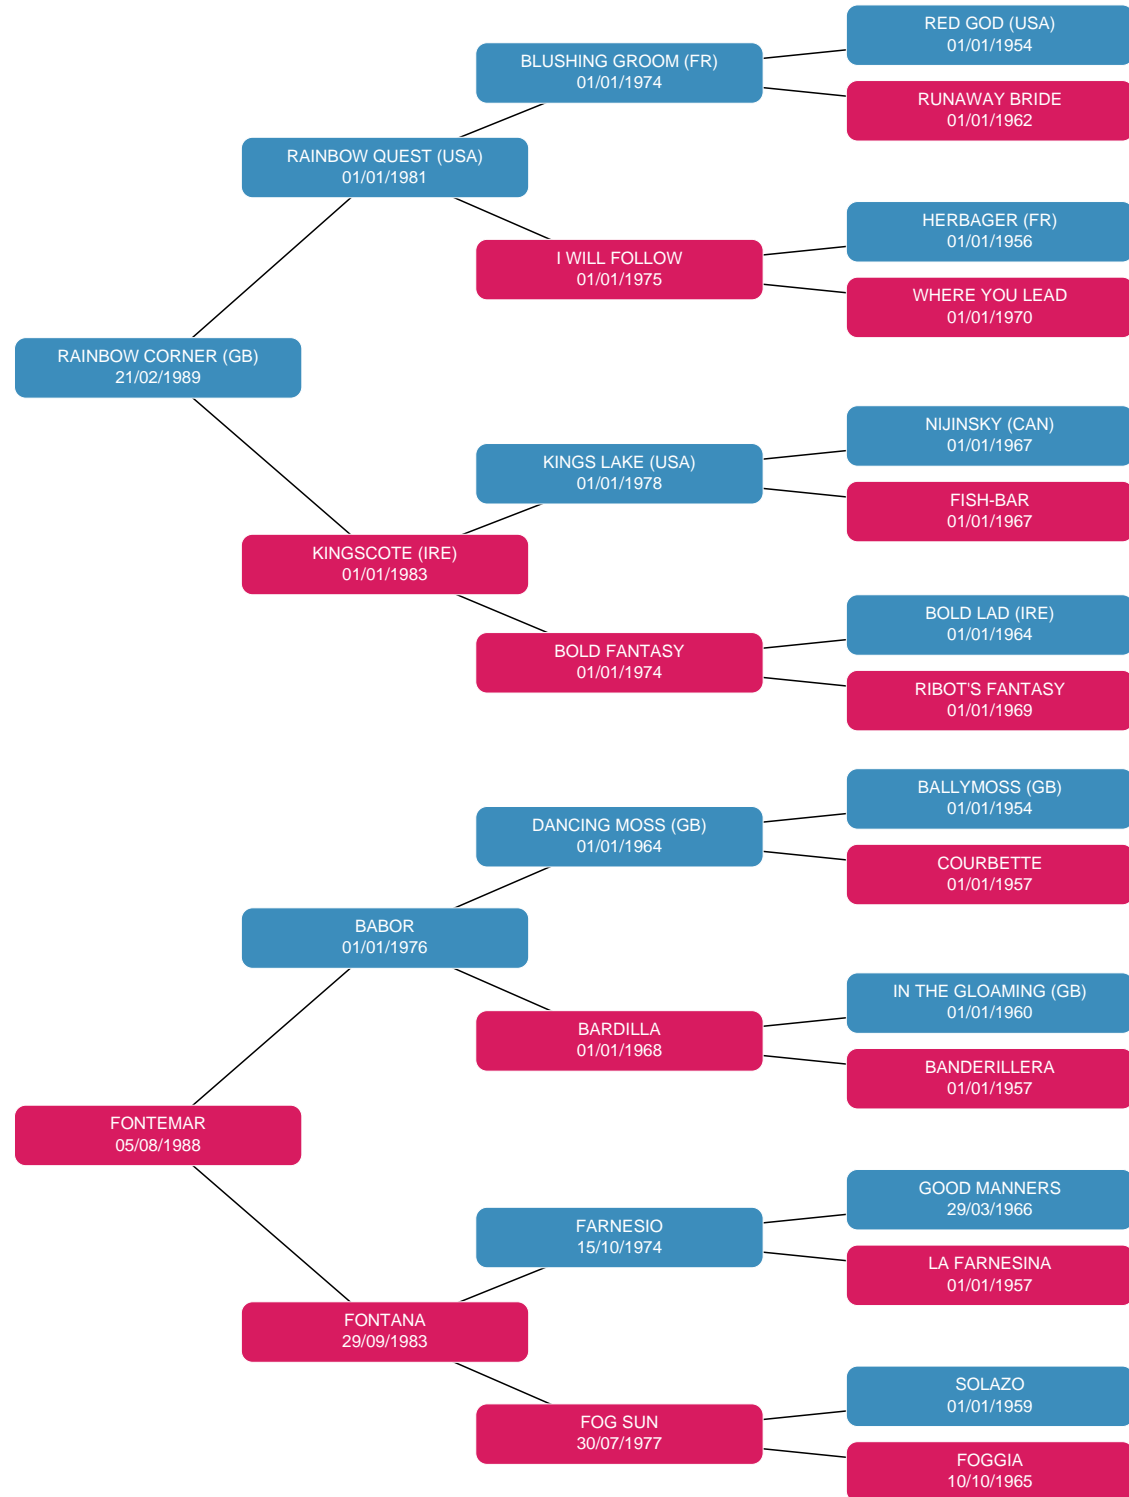 RED GOD (USA)
01/01/1954
BLUSHING GROOM (FR)
01/01/1974
RUNAWAY BRIDE
01/01/1962
RAINBOW QUEST (USA)
01/01/1981
HERBAGER (FR)
01/01/1956
I WILL FOLLOW
01/01/1975
WHERE YOU LEAD
01/01/1970
RAINBOW CORNER (GB)
21/02/1989
NIJINSKY (CAN)
01/01/1967
KINGS LAKE (USA)
01/01/1978
FISH-BAR
01/01/1967
KINGSCOTE (IRE)
01/01/1983
BOLD LAD (IRE)
01/01/1964
BOLD FANTASY
01/01/1974
RIBOT'S FANTASY
01/01/1969
BALLYMOSS (GB)
01/01/1954
DANCING MOSS (GB)
01/01/1964
COURBETTE
01/01/1957
BABOR
01/01/1976
IN THE GLOAMING (GB)
01/01/1960
BARDILLA
01/01/1968
BANDERILLERA
01/01/1957
FONTEMAR
05/08/1988
GOOD MANNERS
29/03/1966
FARNESIO
15/10/1974
LA FARNESINA
01/01/1957
FONTANA
29/09/1983
SOLAZO
01/01/1959
FOG SUN
30/07/1977
FOGGIA
10/10/1965